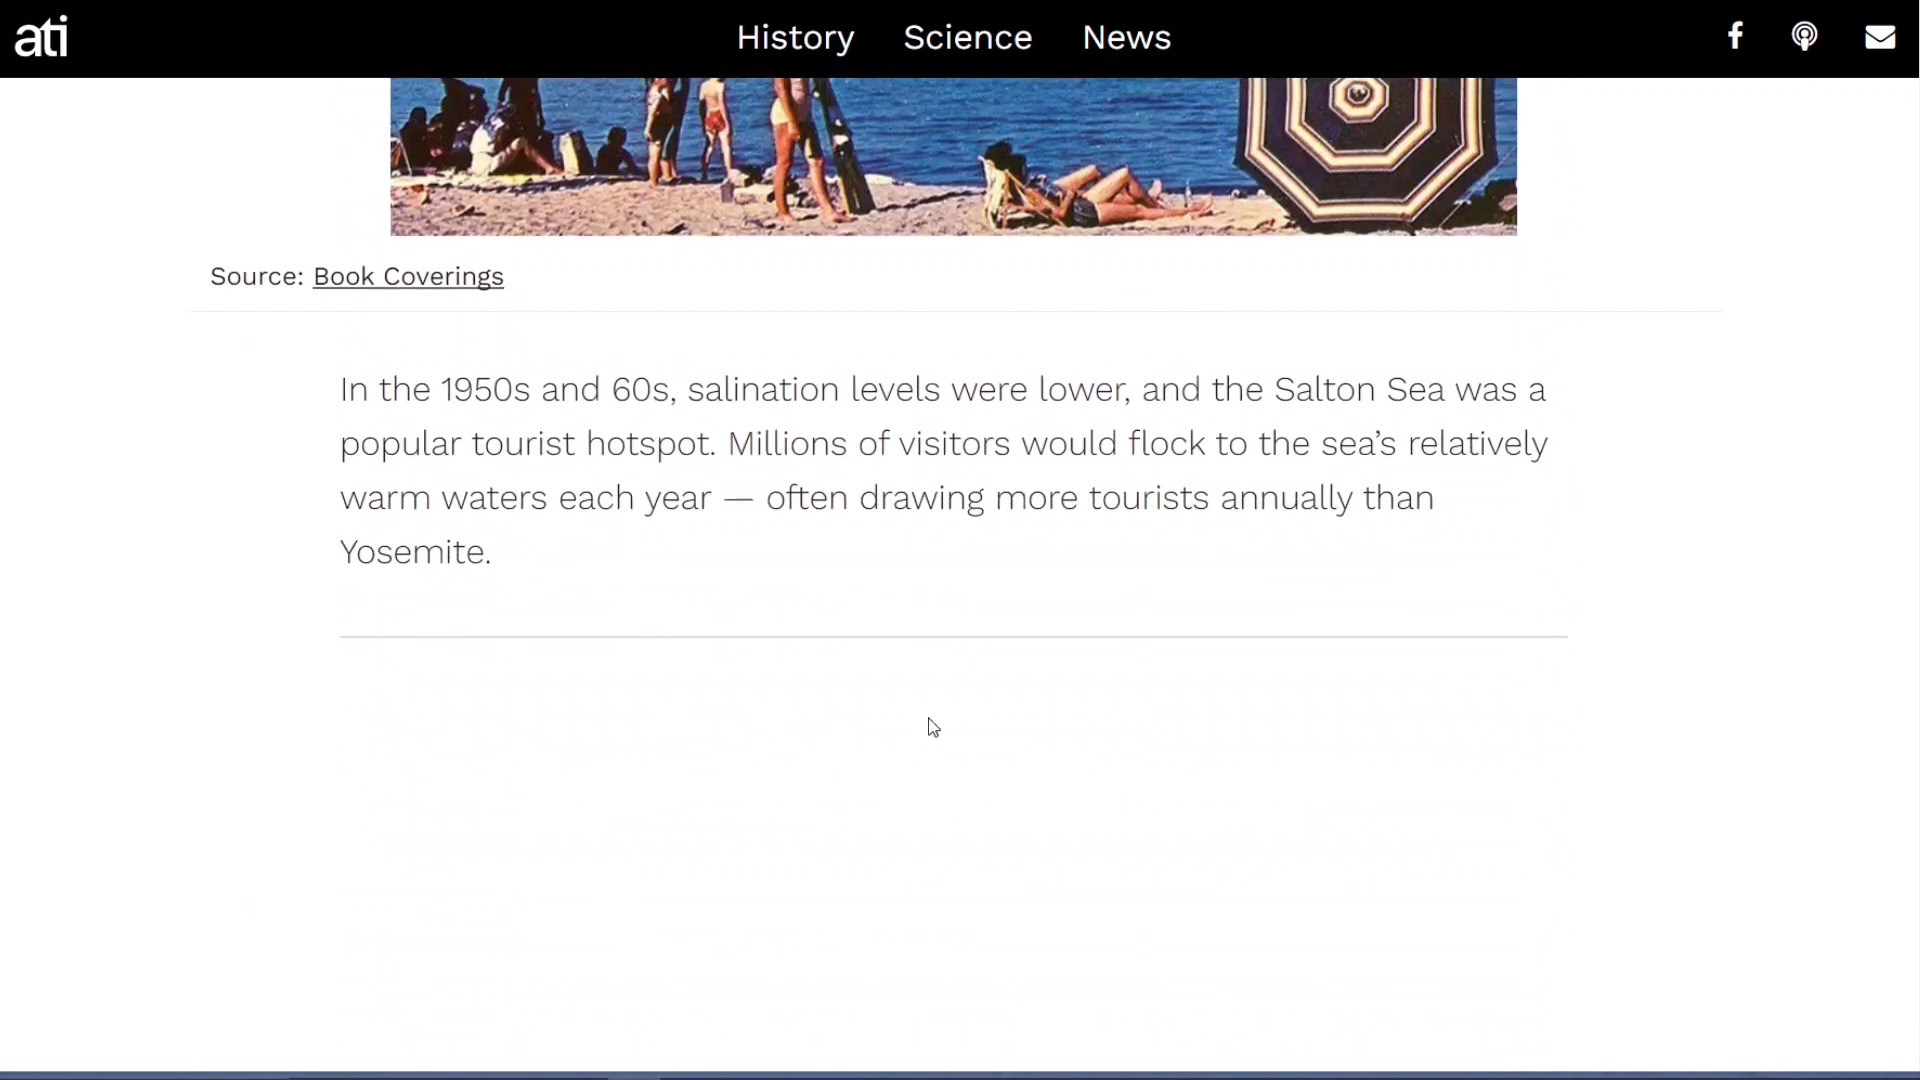 ati
History Science News
Source: Book Coverings
In the 1950s and 60s, salination levels were lower, and the Salton Sea was a
popular tourist hotspot. Millions of visitors would flock to the sea’s relatively
warm waters each year — often drawing more tourists annually than
Yosemite.